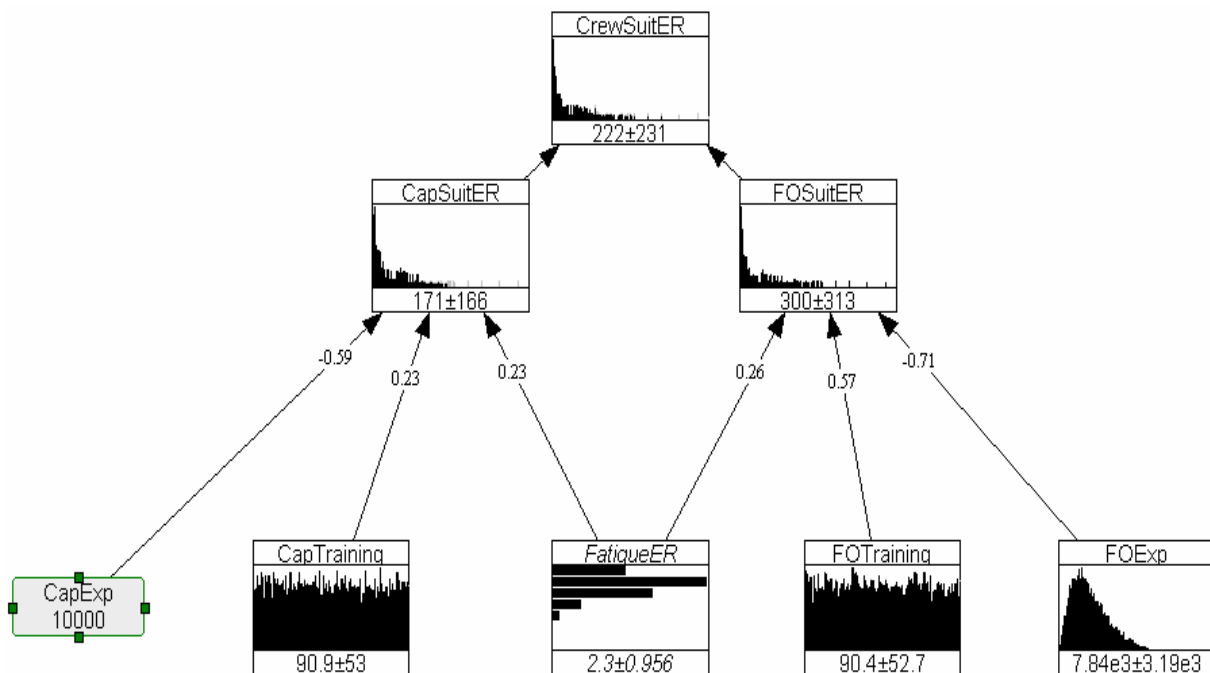 CrewSuitER
222±231
CapSuitER
171±166
FOSuitER
300±313
-0.59
0.23
0.23
0.26
0.57
-0.71
CapExp
10000
CapTraining
90.9±53
FatigueER
2.3±0.956
FOTraining
90.4±52.7
FOExp
7.84e3±3.19e3